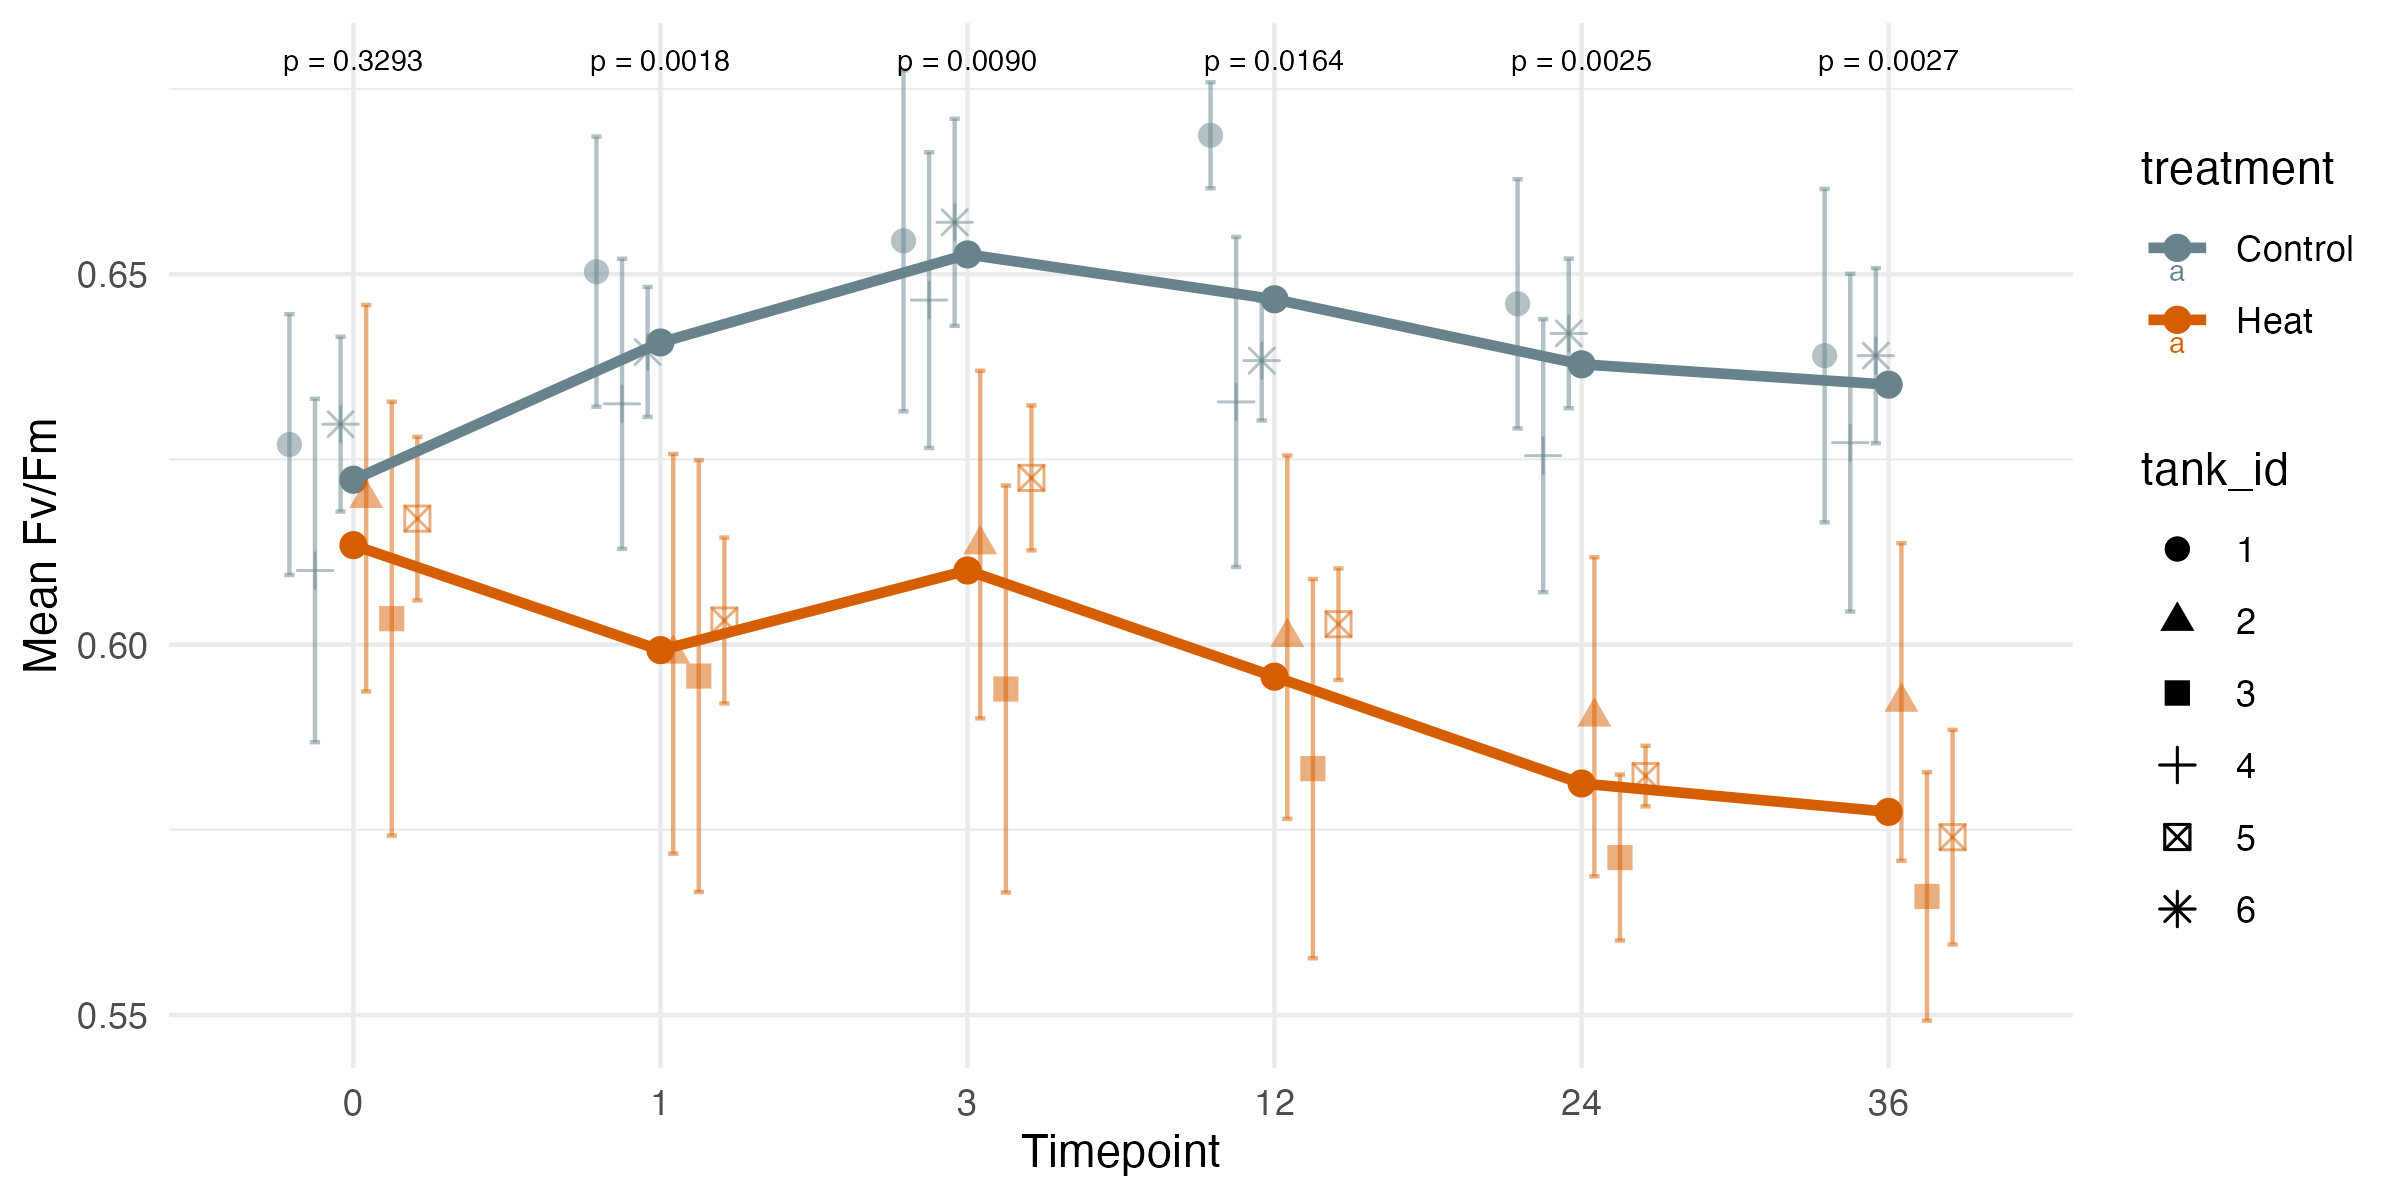 p = 0.3293 p = 0.0018 p = 0.0090 p = 0.0164 p = 0.0025 p = 0.0027
treatment
Control
a
Heat
a
tank_id
1
2
3
4
5
6
Mean Fv/Fm
0.65
0.60
0.55
0 1 3 12 24 36
Timepoint